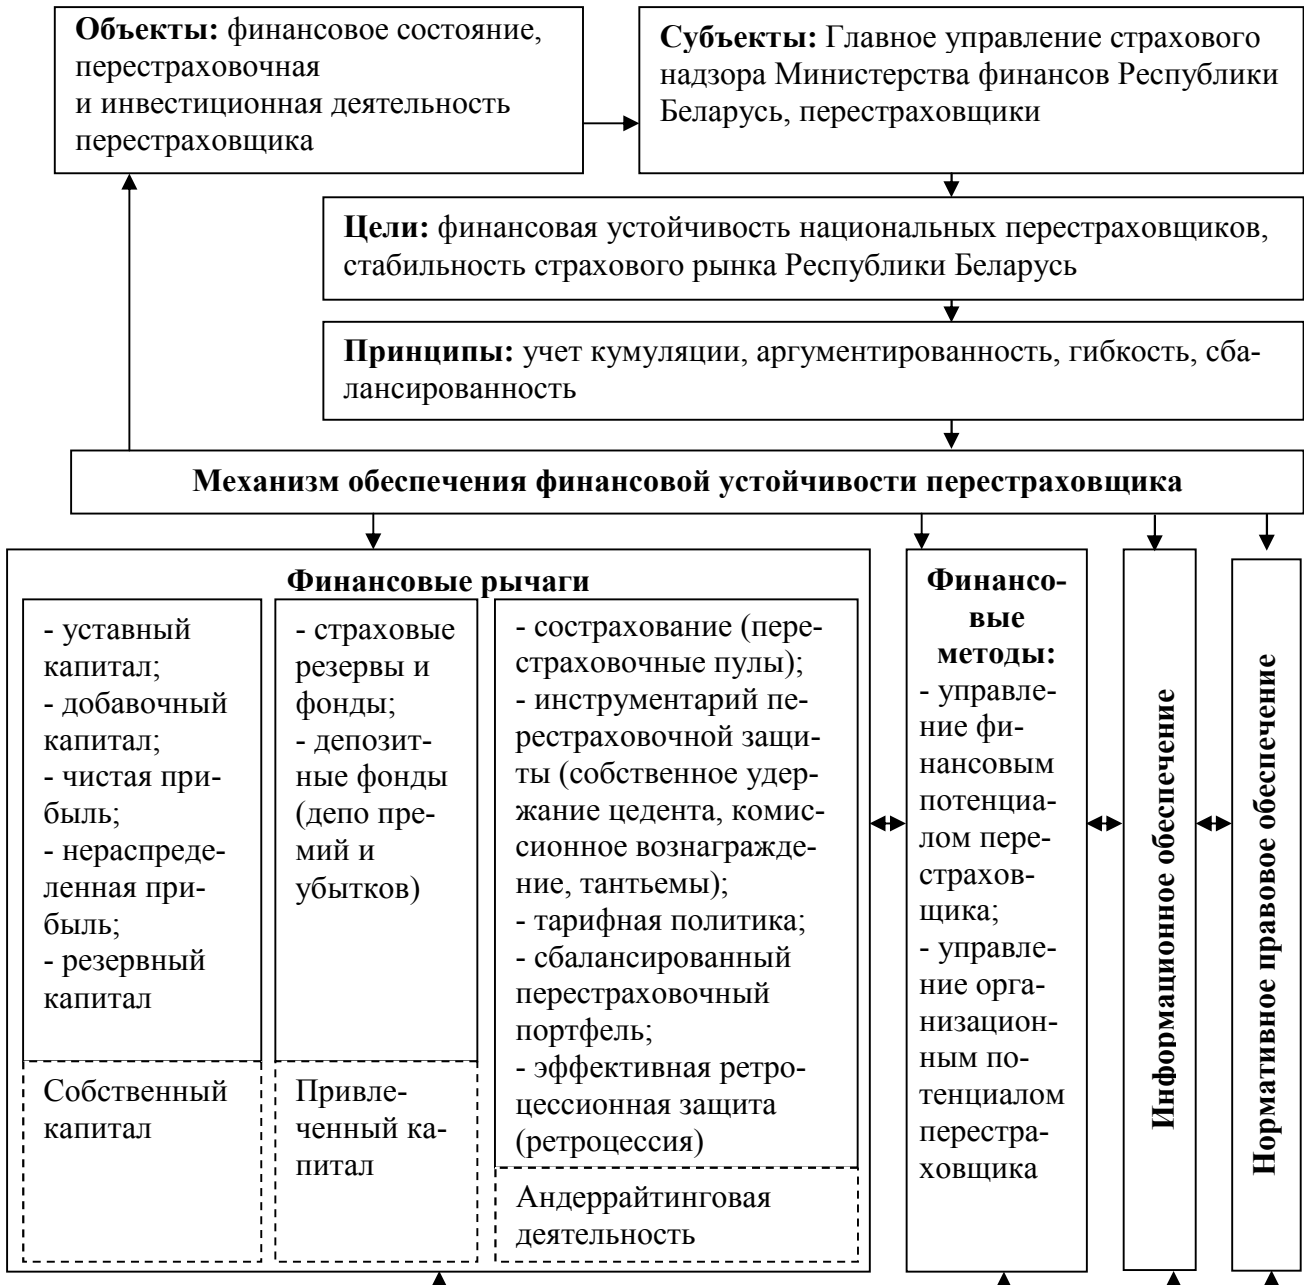 Объекты: финансовое состояние,
перестраховочная
и инвестиционная деятельность
перестраховщика
Субъекты: Главное управление страхового
надзора Министерства финансов Республики
Беларусь, перестраховщики
Цели: финансовая устойчивость национальных перестраховщиков,
стабильность страхового рынка Республики Беларусь
Принципы: учет кумуляции, аргументированность, гибкость, сба-
лансированность
Механизм обеспечения финансовой устойчивости перестраховщика
Финансовые рычаги
- уставный
капитал;
- добавочный
капитал;
- чистая при-
быль;
- нераспреде-
ленная при-
быль;
- резервный
капитал
Собственный
капитал
- страховые
резервы и
фонды;
- депозит-
ные фонды
(депо пре-
мий и
убытков)
Привле-
ченный ка-
питал
- сострахование (пере-
страховочные пулы);
- инструментарий пе-
рестраховочной защи-
ты (собственное удер-
жание цедента, комис-
сионное вознагражде-
ние, тантьемы);
- тарифная политика;
- сбалансированный
перестраховочный
портфель;
- эффективная ретро-
цессионная защита
(ретроцессия)
Андеррайтинговая
деятельность
Финансо-
вые
методы:
- управле-
ние фи-
нансовым
потенциа-
лом пере-
страхов-
щика;
- управле-
ние орга-
низацион-
ным по-
тенциалом
перестра-
ховщика
Информационное обеспечение
Нормативное правовое обеспечение